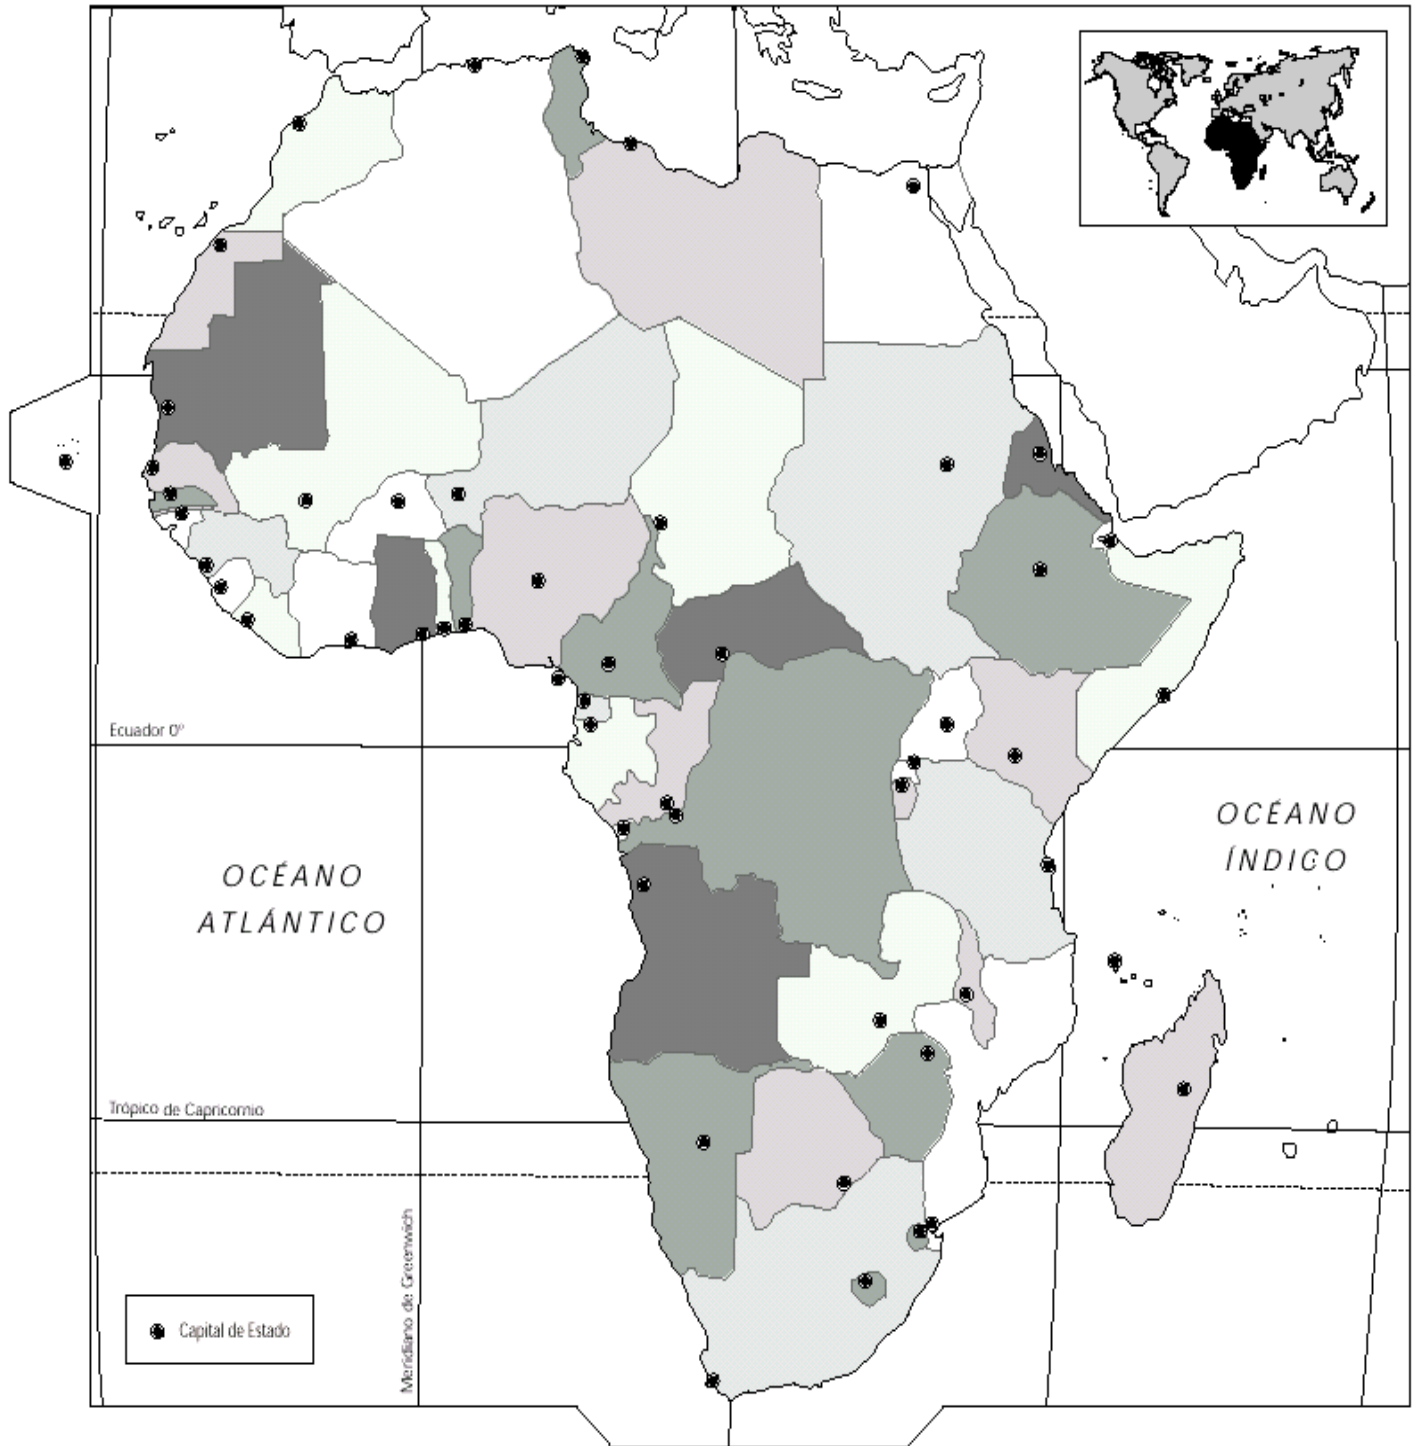 Ecuador 0º
OCÉANO
ATLÁNTICO
OCÉANO
ÍNDICO
Trópico de Capricornio
Meridiano de Greenwich
Capital de Estado